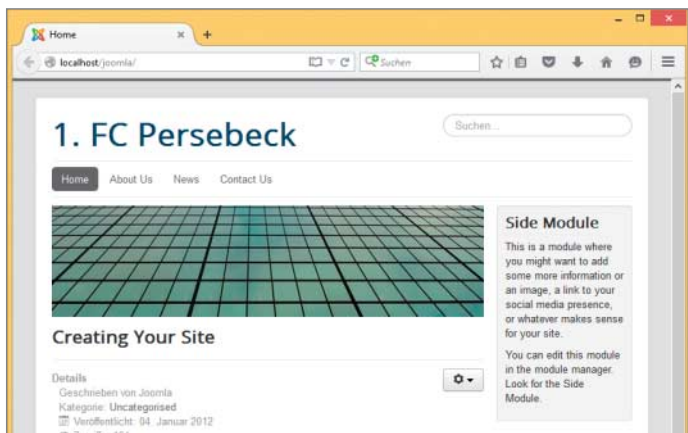 Home
localhost/joomla/
Suchen
1. FC Persebeck
Suchen...
Home About Us News Contact Us
Side Module
This is a module where
you might want to add
some more information or
an image, a link to your
social media presence,
or whatever makes sense
for your site.
You can edit this module
in the module manager.
Look for the Side
Module.
Creating Your Site
Details
Geschrieben von Joomla
Kategorie: Uncategorised
Veröffentlicht: 04. Januar 2012